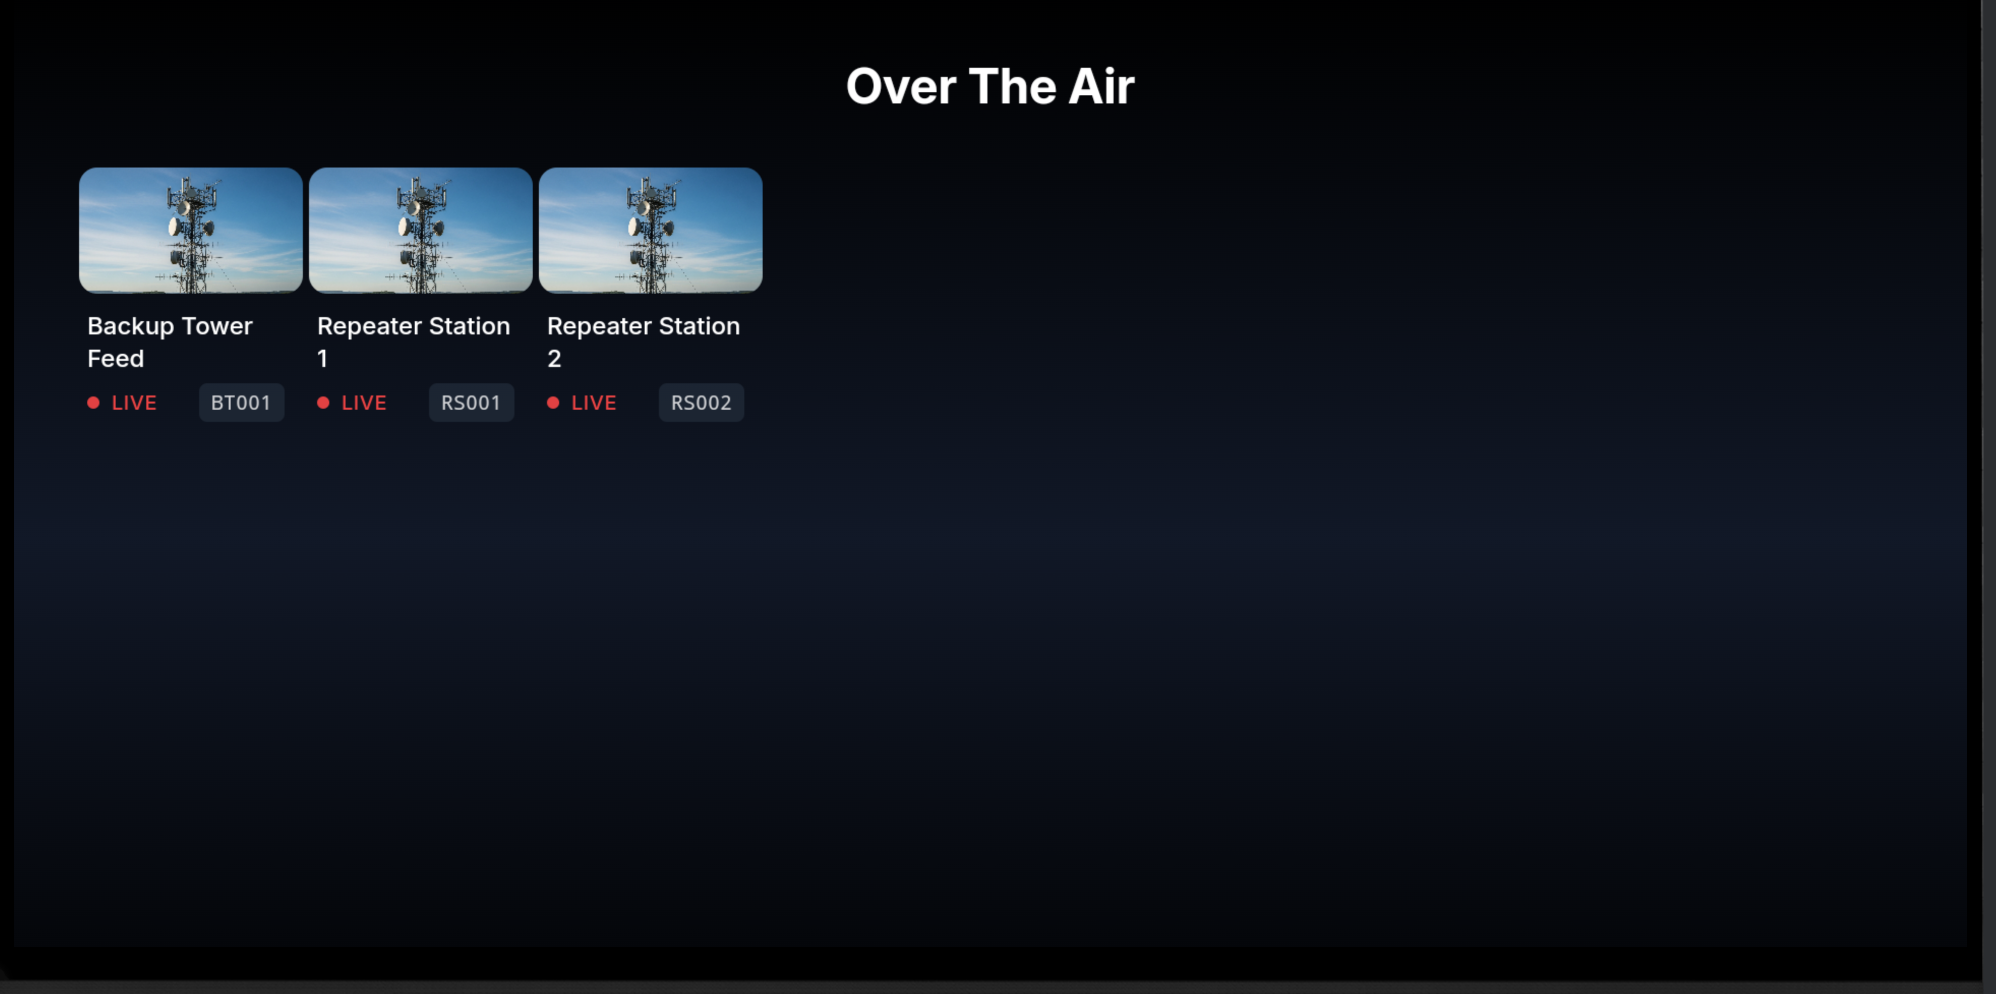 Over The Air
Backup Tower
Feed
LIVE
BT001
Repeater Station
1
LIVE
RS001
Repeater Station
2
LIVE
RS002